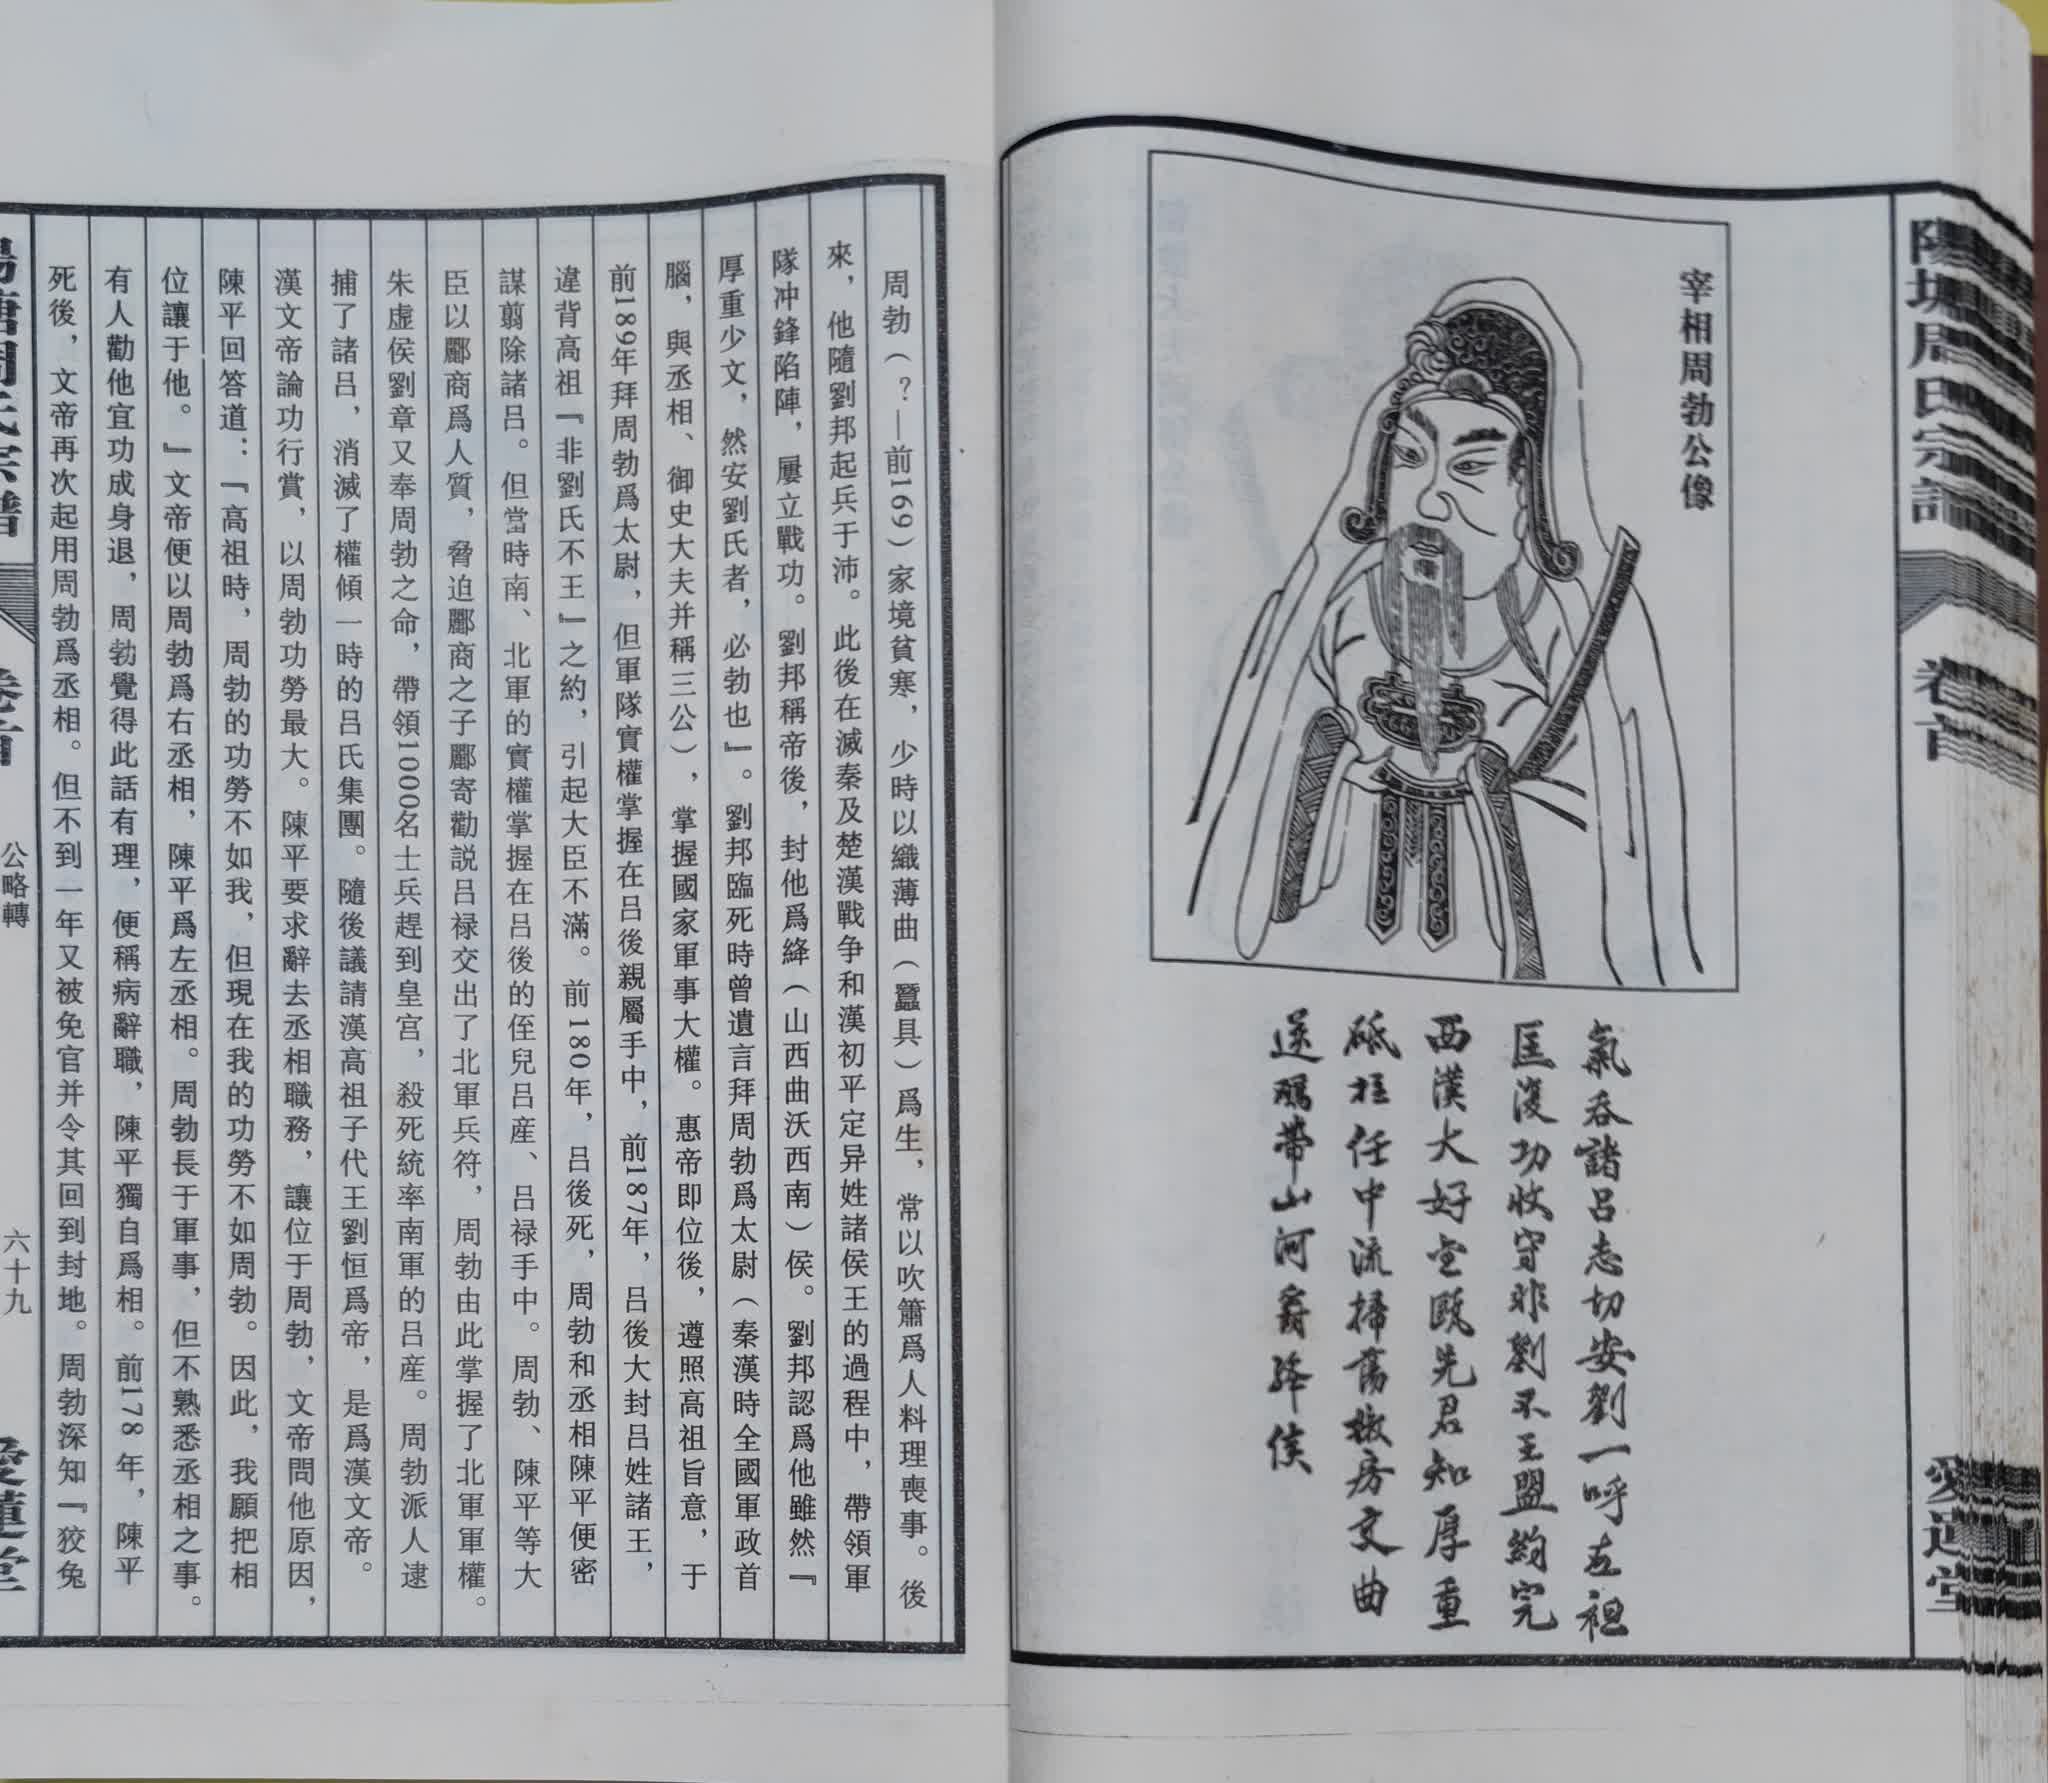 陽塘周氏宗譜
卷首
愛蓮堂
宰相周勃公像
氣吞諸呂志切安劉一呼左袒
匡復功收守非劉不王盟約完
西漢大好金甌先君知厚重
砥柱任中流掃蕩椒房文曲
逆勵帶山河爵絳侯
周勃（？—前169）家境貧寒，少時以織薄曲（蠶具）爲生，常以吹簫爲人料理喪事。後
來，他隨劉邦起兵于沛。此後在滅秦及楚漢戰争和漢初平定异姓諸侯王的過程中，帶領軍
隊冲鋒陷陣，屢立戰功。劉邦稱帝後，封他爲絳（山西曲沃西南）侯。劉邦認爲他雖然『
厚重少文，然安劉氏者，必勃也』。劉邦臨死時曾遺言拜周勃爲太尉（秦漢時全國軍政首
腦，與丞相、御史大夫并稱三公），掌握國家軍事大權。惠帝即位後，遵照高祖旨意，于
前189年拜周勃爲太尉，但軍隊實權掌握在吕後親屬手中，前187年，吕後大封吕姓諸王，
違背高祖『非劉氏不王』之約，引起大臣不滿。前180年，吕後死，周勃和丞相陳平便密
謀翦除諸吕。但當時南、北軍的實權掌握在吕後的侄兒吕産、吕禄手中。周勃、陳平等大
臣以酈商爲人質，脅迫酈商之子酈寄勸説吕禄交出了北軍兵符，周勃由此掌握了北軍軍權。
朱虚侯劉章又奉周勃之命，帶領1000名士兵趕到皇宫，殺死統率南軍的吕産。周勃派人逮
捕了諸吕，消滅了權傾一時的吕氏集團。隨後議請漢高祖子代王劉恒爲帝，是爲漢文帝。
漢文帝論功行賞，以周勃功勞最大。陳平要求辭去丞相職務，讓位于周勃，文帝問他原因，
陳平回答道：『高祖時，周勃的功勞不如我，但現在我的功勞不如周勃。因此，我願把相
位讓于他。』文帝便以周勃爲右丞相，陳平爲左丞相。周勃長于軍事，但不熟悉丞相之事。
有人勸他宜功成身退，周勃覺得此話有理，便稱病辭職，陳平獨自爲相。前178年，陳平
死後，文帝再次起用周勃爲丞相。但不到一年又被免官并令其回到封地。周勃深知『狡兔
陽塘周氏宗譜
卷首
公略轉
六十九
愛蓮堂